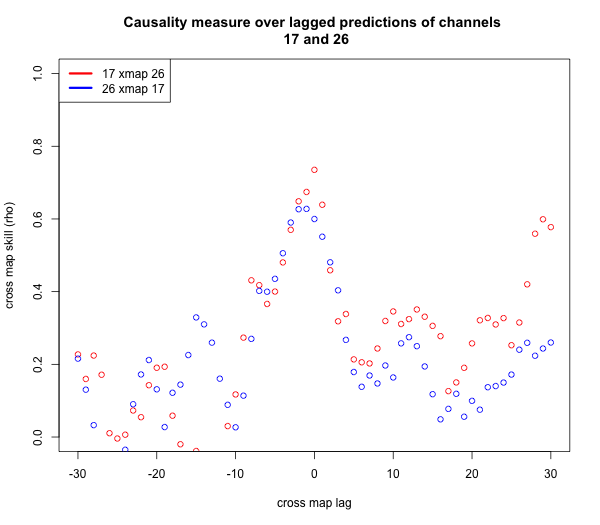 Causality measure over lagged predictions of channels
17 and 26
17 xmap 26
26 xmap 17
cross map skill (rho)
1.0
0.8
0.6
0.4
0.2
0.0
-30 -20 -10 0 10 20 30
cross map lag